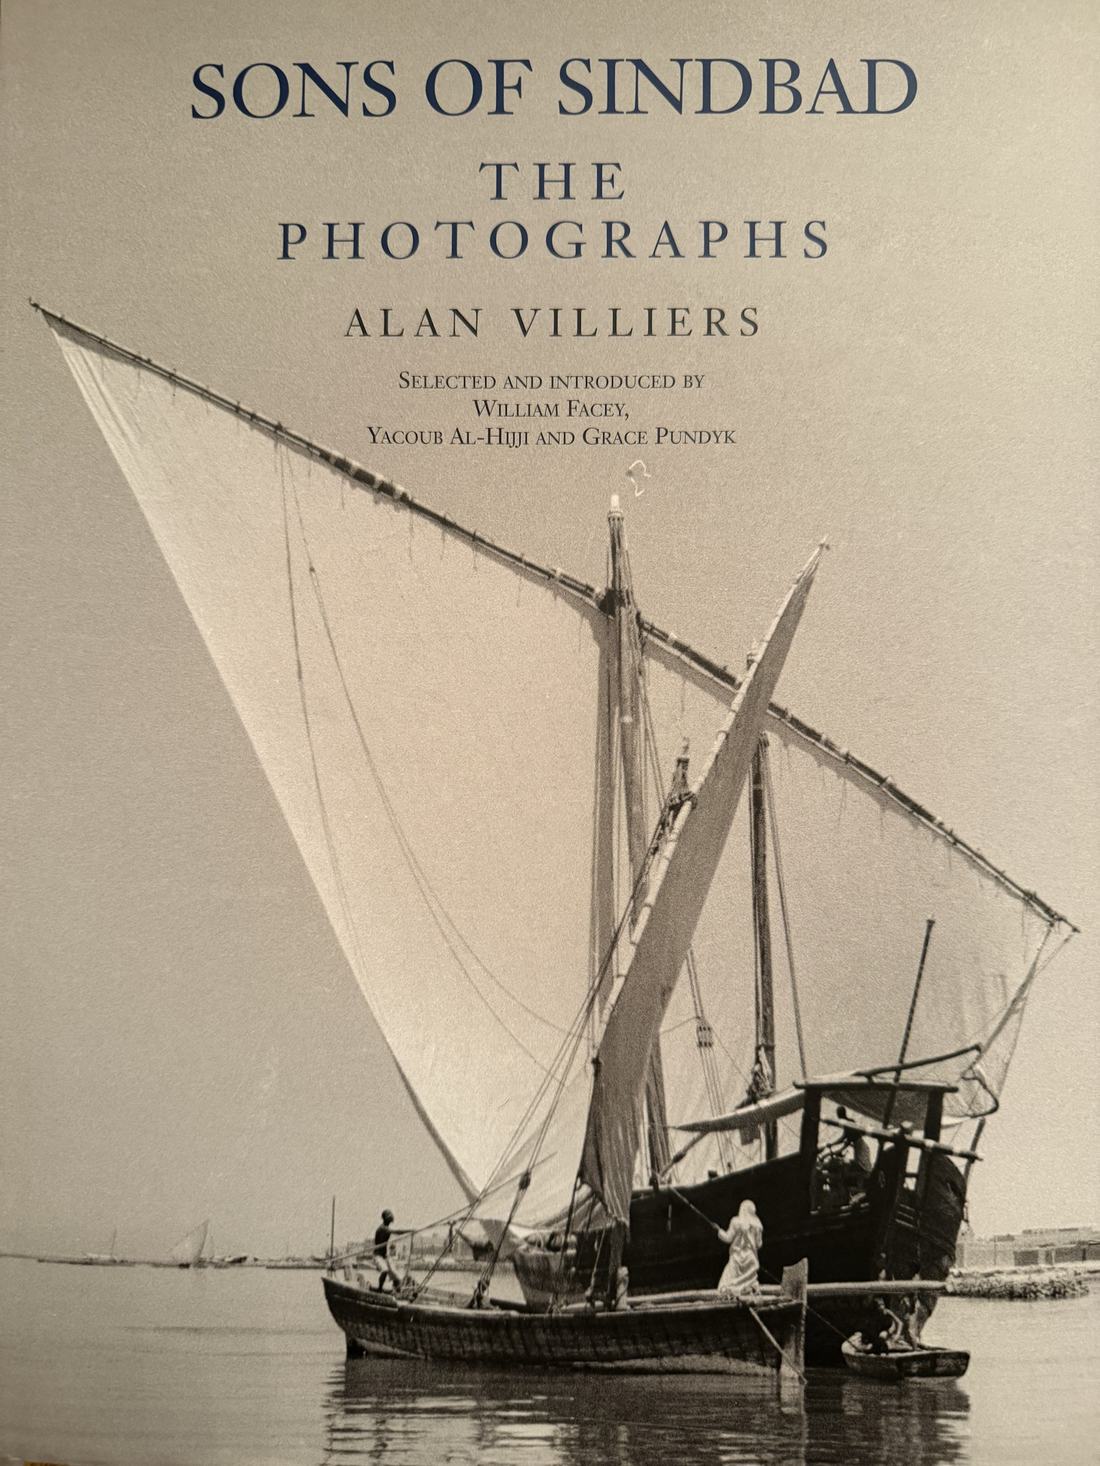 SONS OF SINDBAD
THE
PHOTOGRAPHS
ALAN VILLIERS
SELECTED AND INTRODUCED BY
WILLIAM FACEY,
YACOUB AL-HIJJI AND GRACE PUNDYK